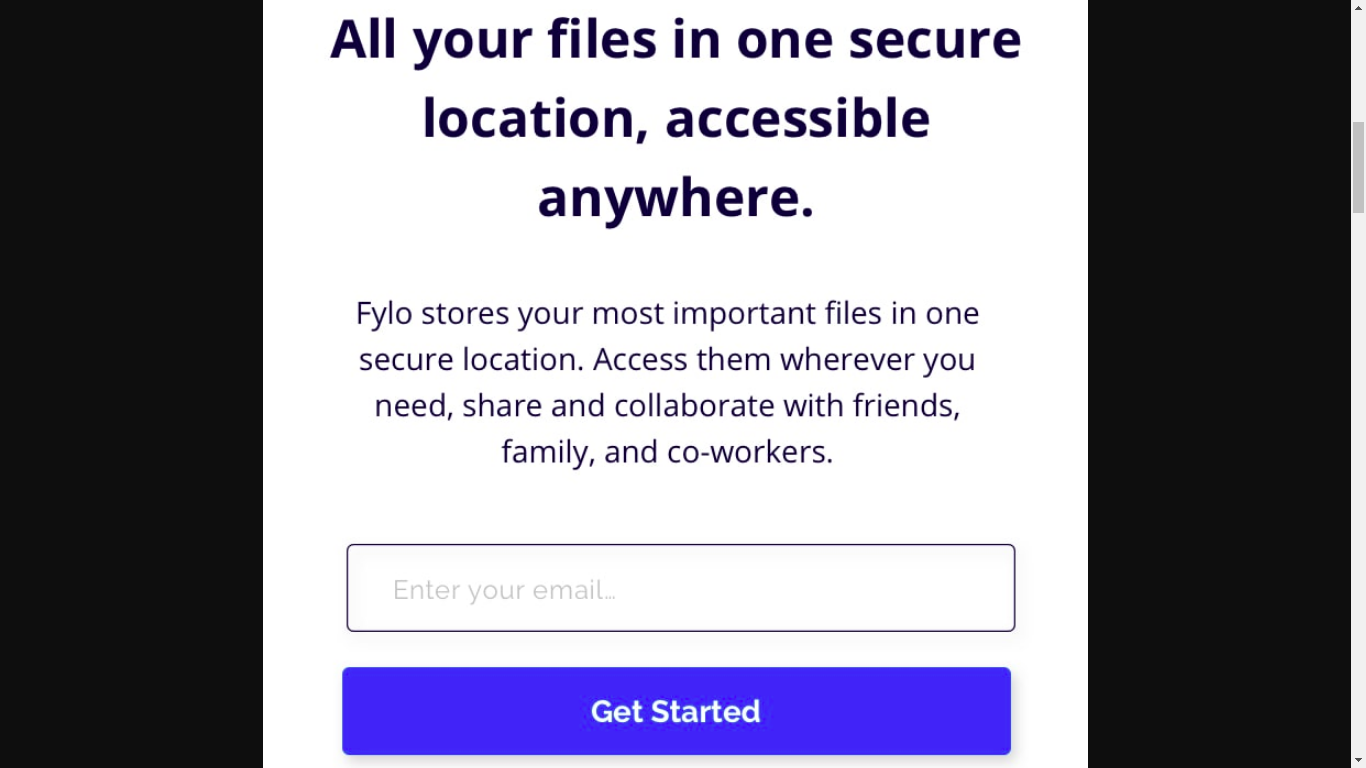 All your files in one secure
location, accessible
anywhere.
Fylo stores your most important files in one
secure location. Access them wherever you
need, share and collaborate with friends,
family, and co-workers.
Enter your email…
Get Started